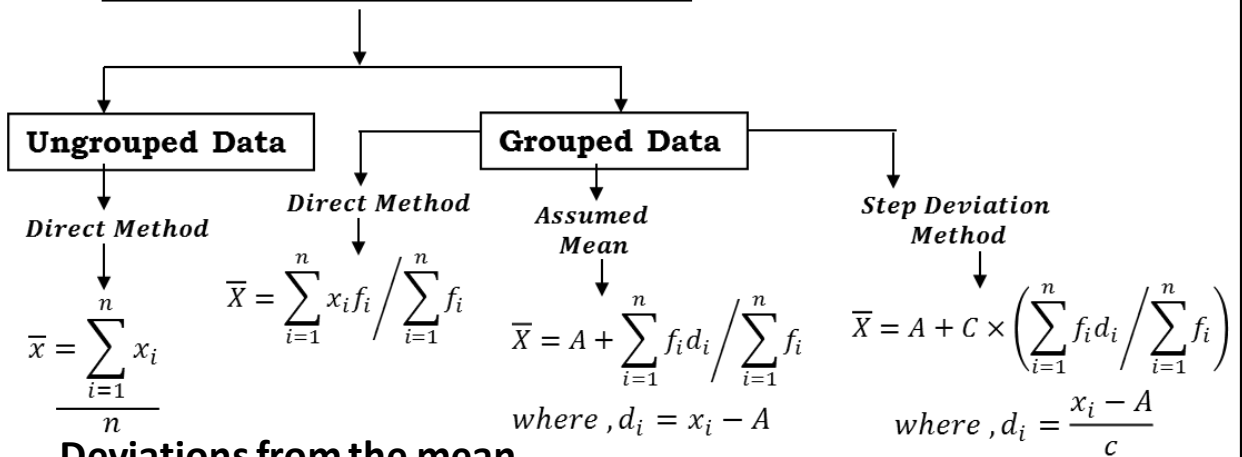 Ungrouped Data
Grouped Data
Direct Method
x̄ = ∑_{i=1}^{n} x_i / n
Direct Method
X̄ = ∑_{i=1}^{n} x_i f_i / ∑_{i=1}^{n} f_i
Assumed
Mean
X̄ = A + ∑_{i=1}^{n} f_i d_i / ∑_{i=1}^{n} f_i
where , d_i = x_i − A
Step Deviation
Method
X̄ = A + C × (∑_{i=1}^{n} f_i d_i / ∑_{i=1}^{n} f_i)
where , d_i = (x_i − A) / c
Deviations from the mean